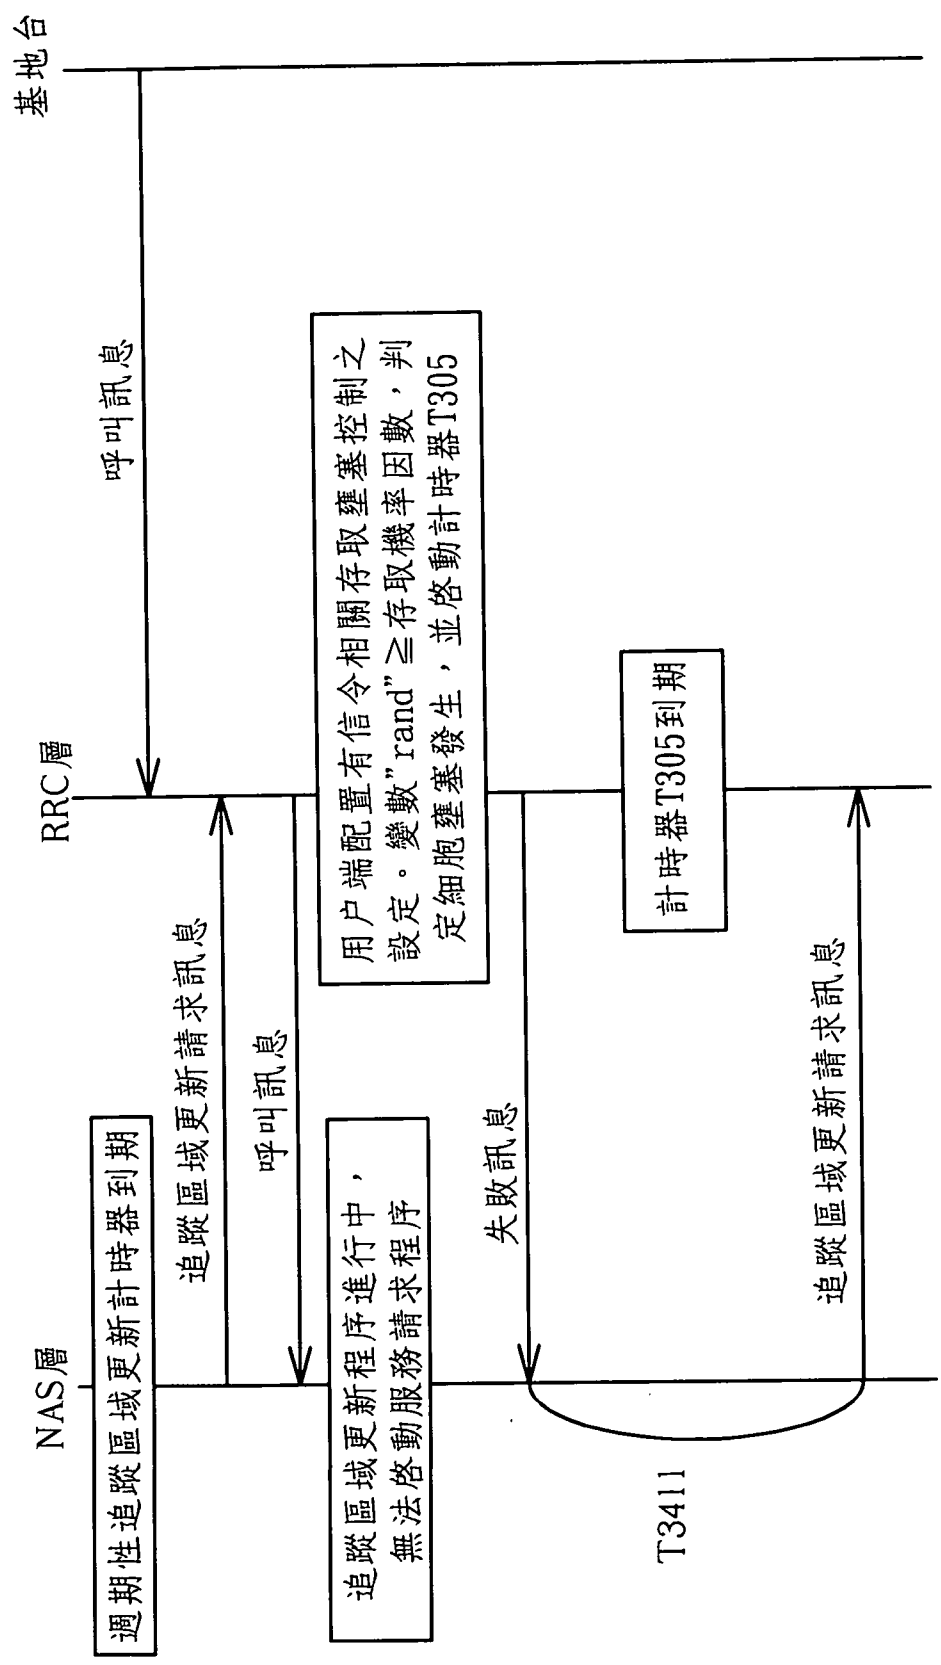 NAS層
RRC層
基地台
週期性追蹤區域更新計時器到期
呼叫訊息
追蹤區域更新請求訊息
呼叫訊息
追蹤區域更新程序進行中，
無法啓動服務請求程序
用戶端配置有信令相關存取壅塞控制之
設定。變數”rand”≧存取機率因數，判
定細胞壅塞發生，並啓動計時器T305
失敗訊息
計時器T305到期
T3411
追蹤區域更新請求訊息